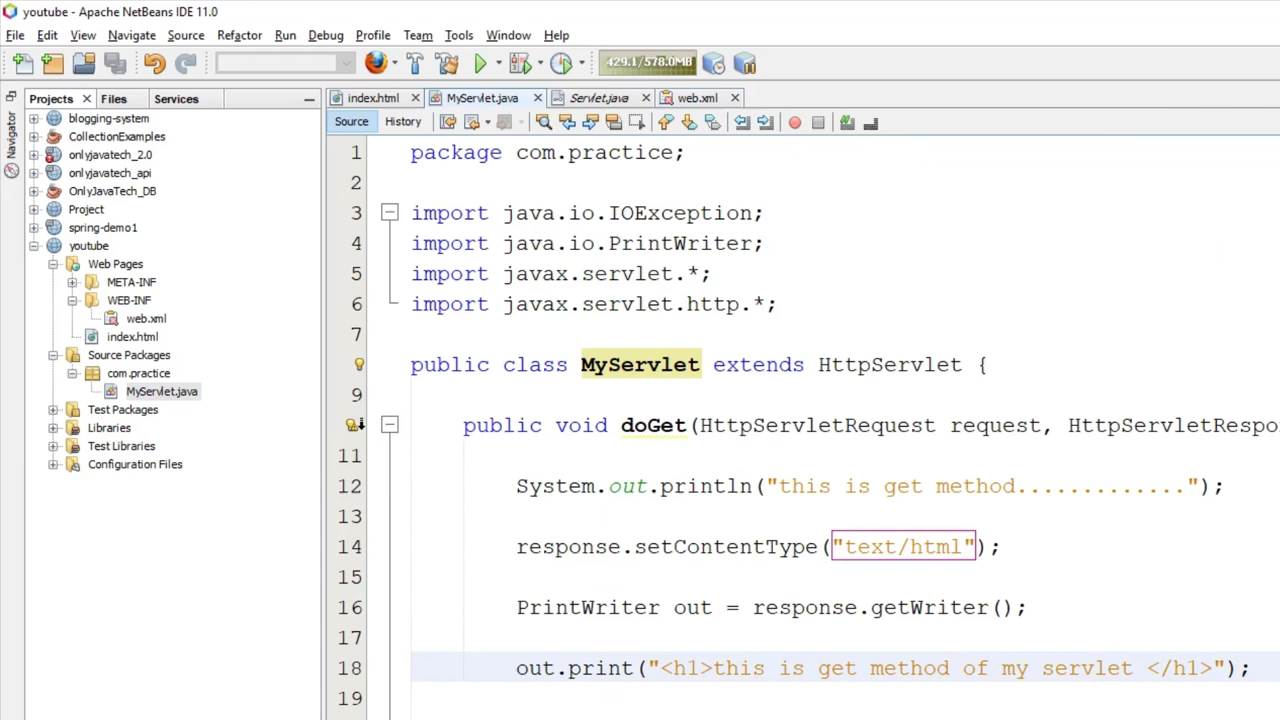 youtube - Apache NetBeans IDE 11.0
File Edit View Navigate Source Refactor Run Debug Profile Team Tools Window Help
429.1/578.0MB
Projects Files Services
index.html MyServlet.java Servlet.java web.xml
Navigator
Source History
blogging-system
CollectionExamples
onlyjavatech_2.0
onlyjavatech_api
OnlyJavaTech_DB
Project
spring-demo1
youtube
Web Pages
META-INF
WEB-INF
web.xml
index.html
Source Packages
com.practice
MyServlet.java
Test Packages
Libraries
Test Libraries
Configuration Files
1 package com.practice;
2
3 import java.io.IOException;
4 import java.io.PrintWriter;
5 import javax.servlet.*;
6 import javax.servlet.http.*;
7
public class MyServlet extends HttpServlet {
9
public void doGet(HttpServletRequest request, HttpServletRespo
11
12 System.out.println("this is get method.............");
13
14 response.setContentType("text/html");
15
16 PrintWriter out = response.getWriter();
17
18 out.print("<h1>this is get method of my servlet </h1>");
19